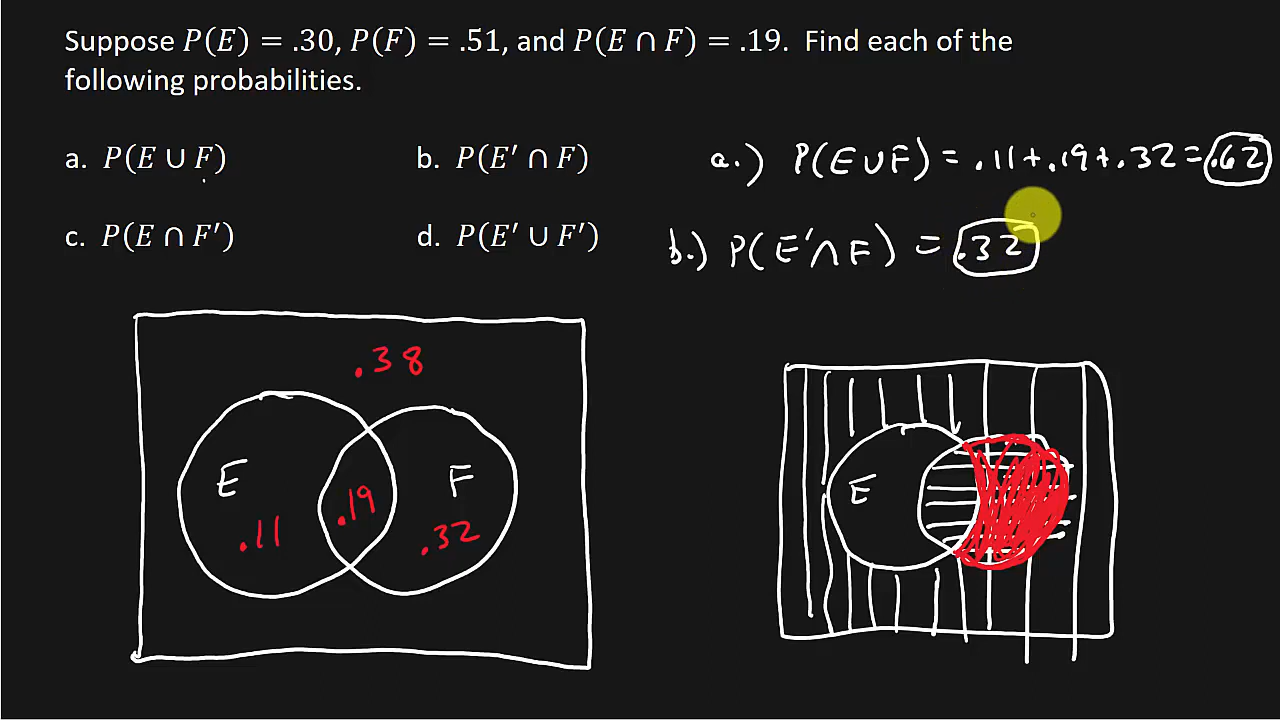 Suppose P(E) = .30, P(F) = .51, and P(E ∩ F) = .19. Find each of the
following probabilities.
a. P(E ∪ F)
b. P(E′ ∩ F)
c. P(E ∩ F′)
d. P(E′ ∪ F′)
a.) P(E∪F) = .11+.19+.32 = .62
b.) P(E′∩F) = .32
.38
E
F
.19
.11
.32
E